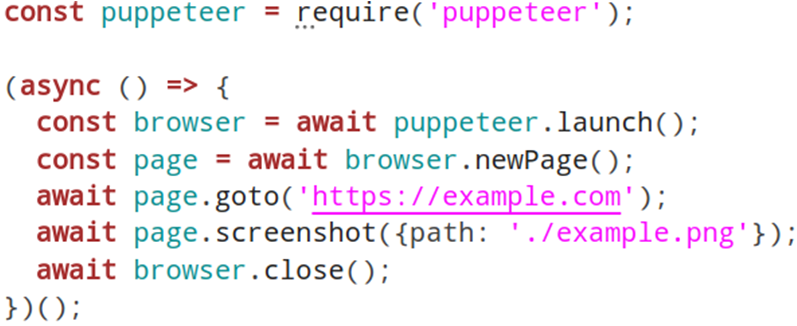 const puppeteer = require('puppeteer');

(async () => {
  const browser = await puppeteer.launch();
  const page = await browser.newPage();
  await page.goto('https://example.com');
  await page.screenshot({path: './example.png'});
  await browser.close();
})();